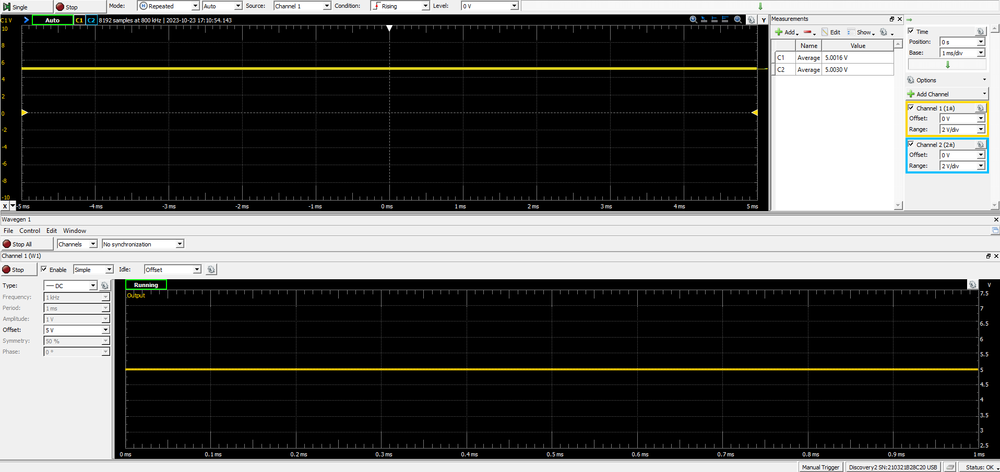 Single Stop Mode: Repeated Auto Source: Channel 1 Condition: Rising Level: 0 V
C1 V Auto C1 C2 8192 samples at 800 kHz | 2023-10-23 17:10:54.143 Y
10
8
6
4
2
0
-2
-4
-6
-8
-10
X -5 ms -4 ms -3 ms -2 ms -1 ms 0 ms 1 ms 2 ms 3 ms 4 ms 5 ms
Measurements
Add Edit Show
Name Value
C1 Average 5.0016 V
C2 Average 5.0030 V
Time
Position: 0 s
Base: 1 ms/div
Options
Add Channel
Channel 1 (1±)
Offset: 0 V
Range: 2 V/div
Channel 2 (2±)
Offset: 0 V
Range: 2 V/div
Wavegen 1
File Control Edit Window
Stop All Channels No synchronization
Channel 1 (W1)
Stop Enable Simple Idle: Offset
Type: DC
Frequency: 1 kHz
Period: 1 ms
Amplitude: 1 V
Offset: 5 V
Symmetry: 50 %
Phase: 0 °
Running V
Output
7.5
7
6.5
6
5.5
5
4.5
4
3.5
3
2.5
0 ms 0.1 ms 0.2 ms 0.3 ms 0.4 ms 0.5 ms 0.6 ms 0.7 ms 0.8 ms 0.9 ms 1 ms
Manual Trigger Discovery2 SN:210321B28C20 USB Status: OK